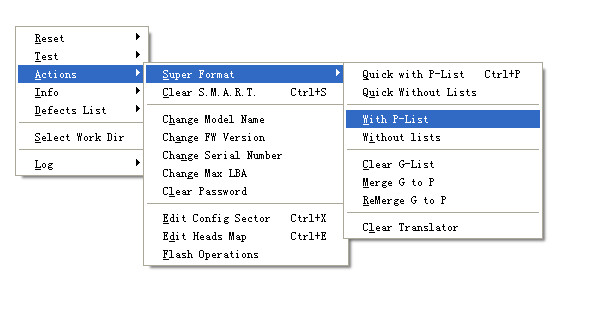 Reset
Test
Actions
Info
Defects List
Select Work Dir
Log
Super Format
Clear S.M.A.R.T. Ctrl+S
Change Model Name
Change FW Version
Change Serial Number
Change Max LBA
Clear Password
Edit Config Sector Ctrl+X
Edit Heads Map Ctrl+E
Flash Operations
Quick with P-List Ctrl+P
Quick Without Lists
With P-List
Without lists
Clear G-List
Merge G to P
ReMerge G to P
Clear Translator